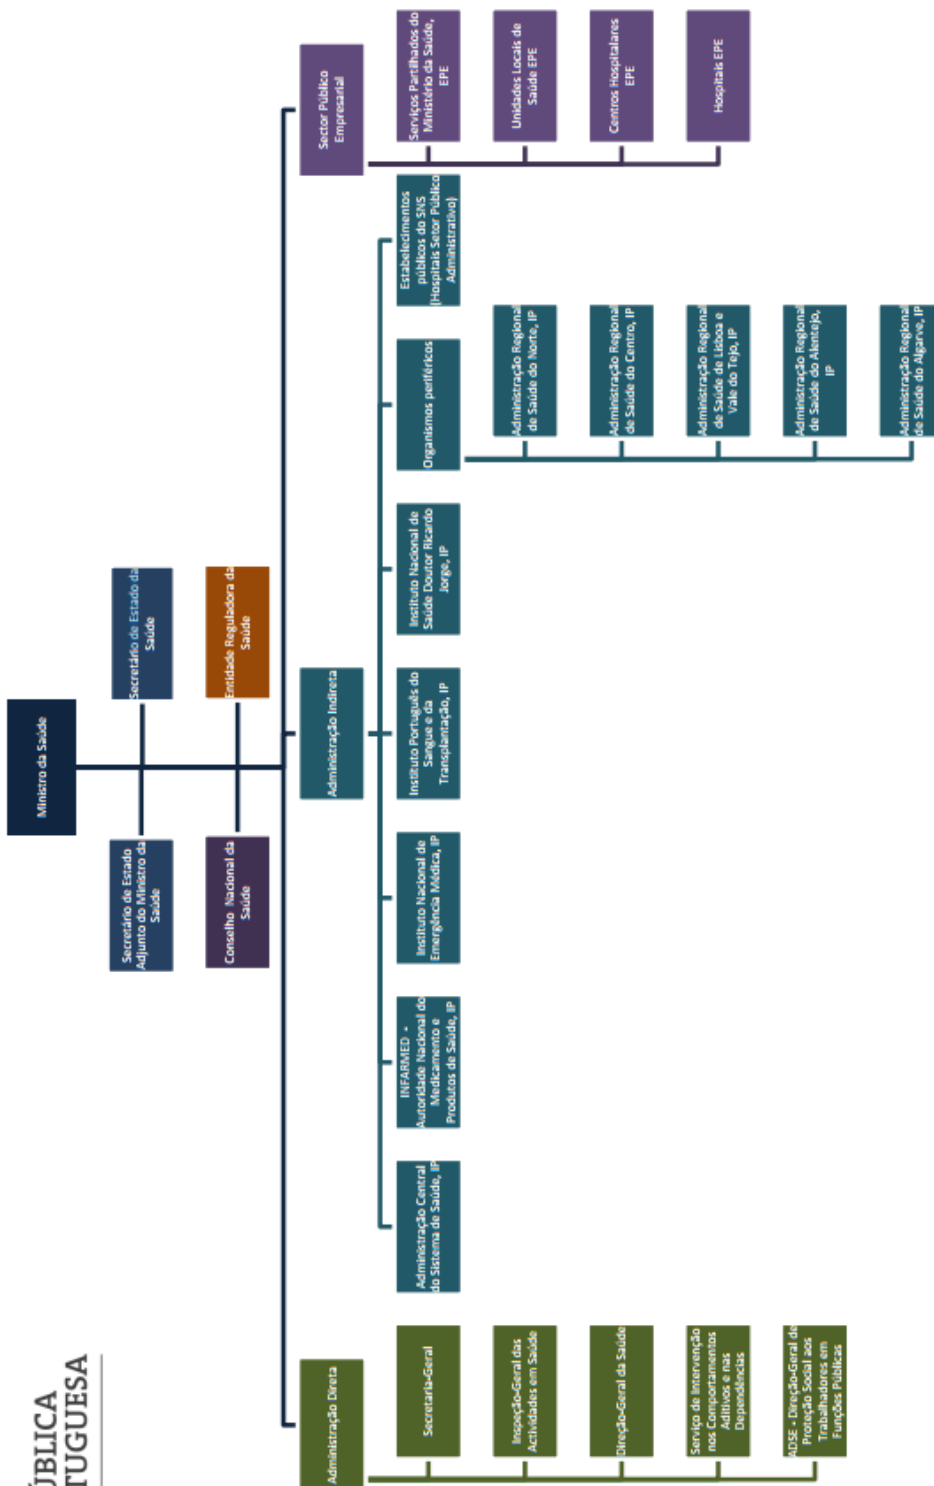 ÚBLICA
TUGUESA
Ministro da Saúde
Secretário de Estado
Adjunto do Ministro da
Saúde
Secretário de Estado da
Saúde
Conselho Nacional da
Saúde
Entidade Reguladora da
Saúde
Administração Direta
Secretaria-Geral
Inspeção-Geral das
Actividades em Saúde
Direção-Geral da Saúde
Serviço de Intervenção
nos Comportamentos
Aditivos e nas
Dependências
ADSE - Direção-Geral de
Proteção Social aos
Trabalhadores em
Funções Públicas
Administração Indireta
Administração Central
do Sistema de Saúde, IP
INFARMED -
Autoridade Nacional do
Medicamento e
Produtos de Saúde, IP
Instituto Nacional de
Emergência Médica, IP
Instituto Português do
Sangue e da
Transplantação, IP
Instituto Nacional de
Saúde Doutor Ricardo
Jorge, IP
Organismos periféricos
Administração Regional
de Saúde do Norte, IP
Administração Regional
de Saúde do Centro, IP
Administração Regional
de Saúde de Lisboa e
Vale do Tejo, IP
Administração Regional
de Saúde do Alentejo,
IP
Administração Regional
de Saúde do Algarve, IP
Estabelecimentos
públicos do SNS
(Hospitais Setor Público
Administrativo)
Sector Público
Empresarial
Serviços Partilhados do
Ministério da Saúde,
EPE
Unidades Locais de
Saúde EPE
Centros Hospitalares
EPE
Hospitais EPE